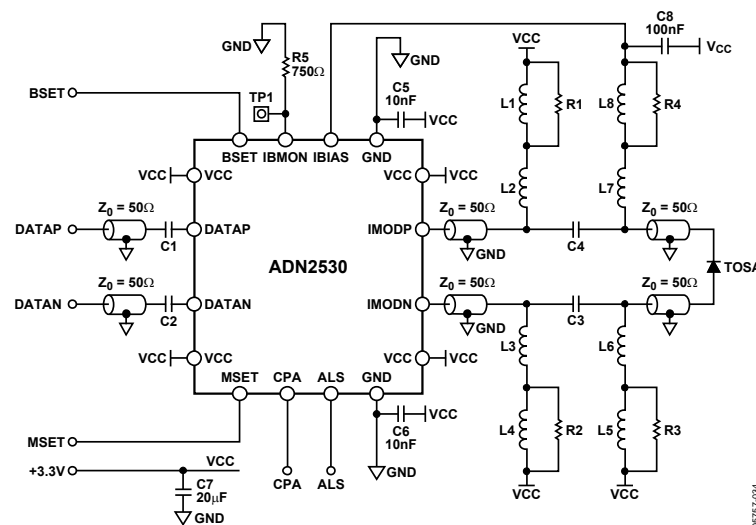 GND
R5
750Ω
TP1
BSET
GND
C5
10nF
VCC
VCC
C8
100nF
VCC
L1
R1
L8
R4
BSET
IBMON
IBIAS
GND
VCC
VCC
VCC
VCC
L2
L7
Z0 = 50Ω
DATAP
C1
DATAP
IMODP
Z0 = 50Ω
GND
C4
Z0 = 50Ω
ADN2530
TOSA
Z0 = 50Ω
DATAN
C2
DATAN
IMODN
Z0 = 50Ω
GND
C3
Z0 = 50Ω
VCC
VCC
VCC
VCC
L3
L6
MSET
CPA
ALS
GND
C6
10nF
VCC
L4
R2
L5
R3
MSET
+3.3V
VCC
C7
20µF
GND
CPA
ALS
GND
VCC
VCC